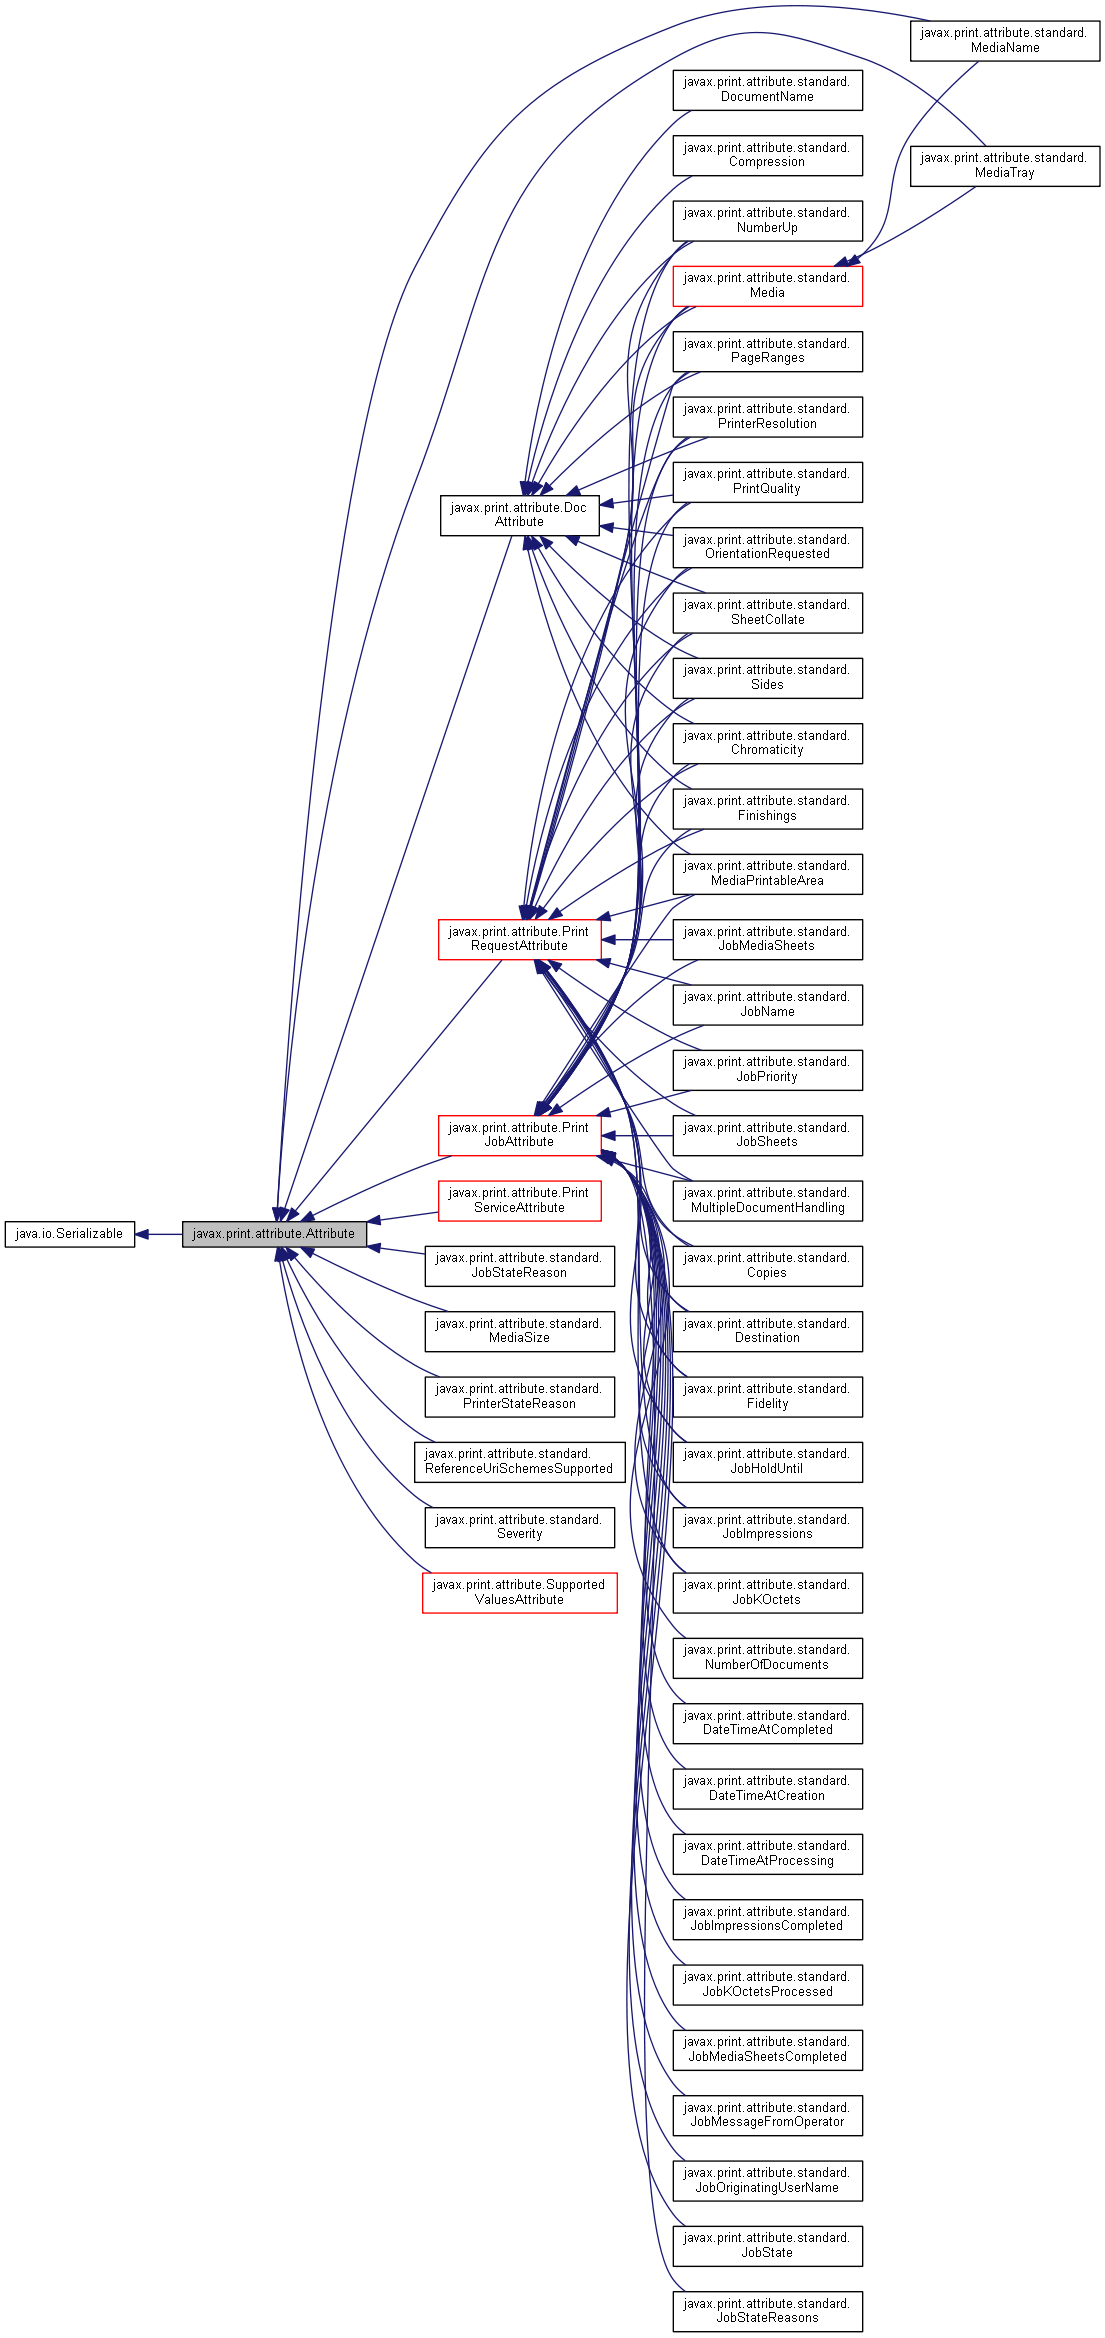 javax.print.attribute.standard.
MediaName
javax.print.attribute.standard.
DocumentName
javax.print.attribute.standard.
Compression
javax.print.attribute.standard.
MediaTray
javax.print.attribute.standard.
NumberUp
javax.print.attribute.standard.
Media
javax.print.attribute.standard.
PageRanges
javax.print.attribute.standard.
PrinterResolution
javax.print.attribute.standard.
PrintQuality
javax.print.attribute.Doc
Attribute
javax.print.attribute.standard.
OrientationRequested
javax.print.attribute.standard.
SheetCollate
javax.print.attribute.standard.
Sides
javax.print.attribute.standard.
Chromaticity
javax.print.attribute.standard.
Finishings
javax.print.attribute.standard.
MediaPrintableArea
javax.print.attribute.Print
RequestAttribute
javax.print.attribute.standard.
JobMediaSheets
javax.print.attribute.standard.
JobName
javax.print.attribute.standard.
JobPriority
javax.print.attribute.Print
JobAttribute
javax.print.attribute.standard.
JobSheets
javax.print.attribute.Print
ServiceAttribute
javax.print.attribute.standard.
MultipleDocumentHandling
java.io.Serializable
javax.print.attribute.Attribute
javax.print.attribute.standard.
JobStateReason
javax.print.attribute.standard.
Copies
javax.print.attribute.standard.
MediaSize
javax.print.attribute.standard.
Destination
javax.print.attribute.standard.
PrinterStateReason
javax.print.attribute.standard.
Fidelity
javax.print.attribute.standard.
ReferenceUriSchemesSupported
javax.print.attribute.standard.
JobHoldUntil
javax.print.attribute.standard.
Severity
javax.print.attribute.standard.
JobImpressions
javax.print.attribute.Supported
ValuesAttribute
javax.print.attribute.standard.
JobKOctets
javax.print.attribute.standard.
NumberOfDocuments
javax.print.attribute.standard.
DateTimeAtCompleted
javax.print.attribute.standard.
DateTimeAtCreation
javax.print.attribute.standard.
DateTimeAtProcessing
javax.print.attribute.standard.
JobImpressionsCompleted
javax.print.attribute.standard.
JobKOctetsProcessed
javax.print.attribute.standard.
JobMediaSheetsCompleted
javax.print.attribute.standard.
JobMessageFromOperator
javax.print.attribute.standard.
JobOriginatingUserName
javax.print.attribute.standard.
JobState
javax.print.attribute.standard.
JobStateReasons